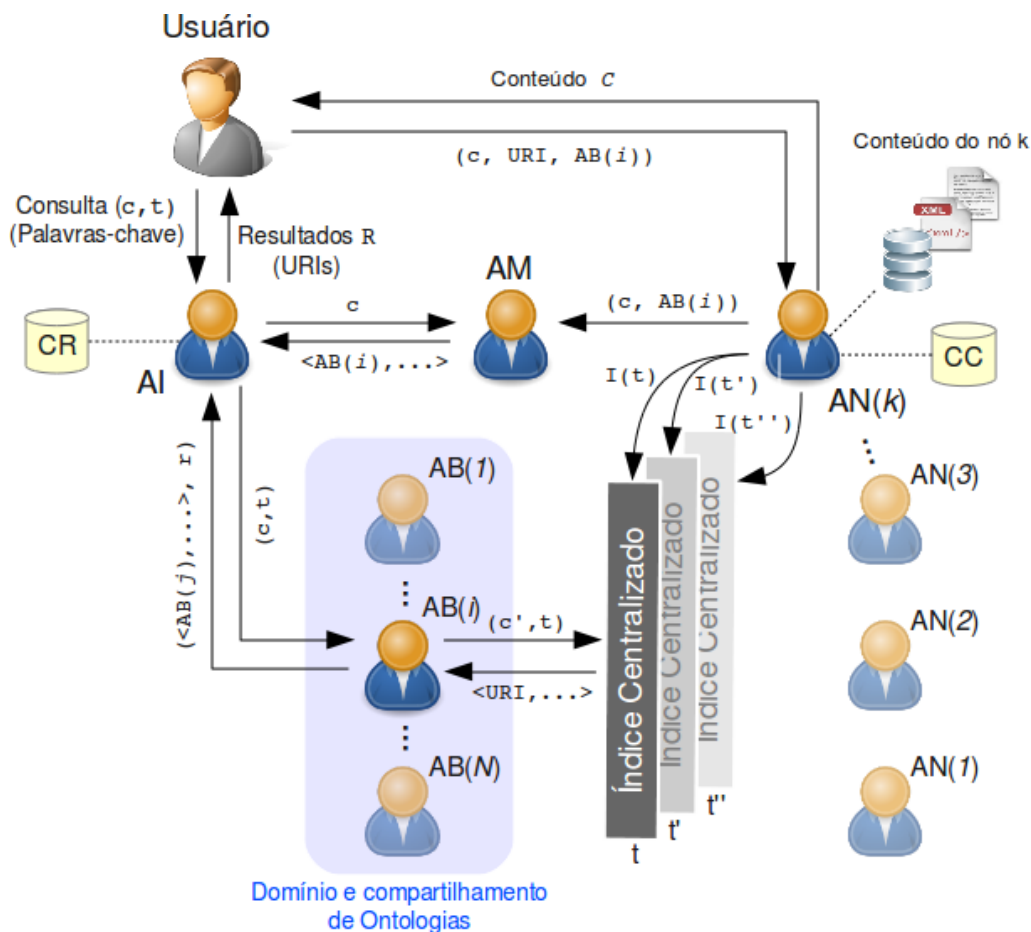 Usuário
Conteúdo C
(c, URI, AB(i))
Conteúdo do nó k
XML
Consulta (c,t)
(Palavras-chave)
Resultados R
(URIs)
AM
CR
c
<AB(i),...>
(c, AB(i))
CC
AI
AN(k)
I(t)
I(t')
I(t'')
(<AB(j),...>, r)
(c,t)
AB(1)
...
AB(i)
(c',t)
<URI,...>
...
AB(N)
Índice Centralizado
Índice Centralizado
Índice Centralizado
t
t'
t''
...
AN(3)
AN(2)
AN(1)
Domínio e compartilhamento
de Ontologias